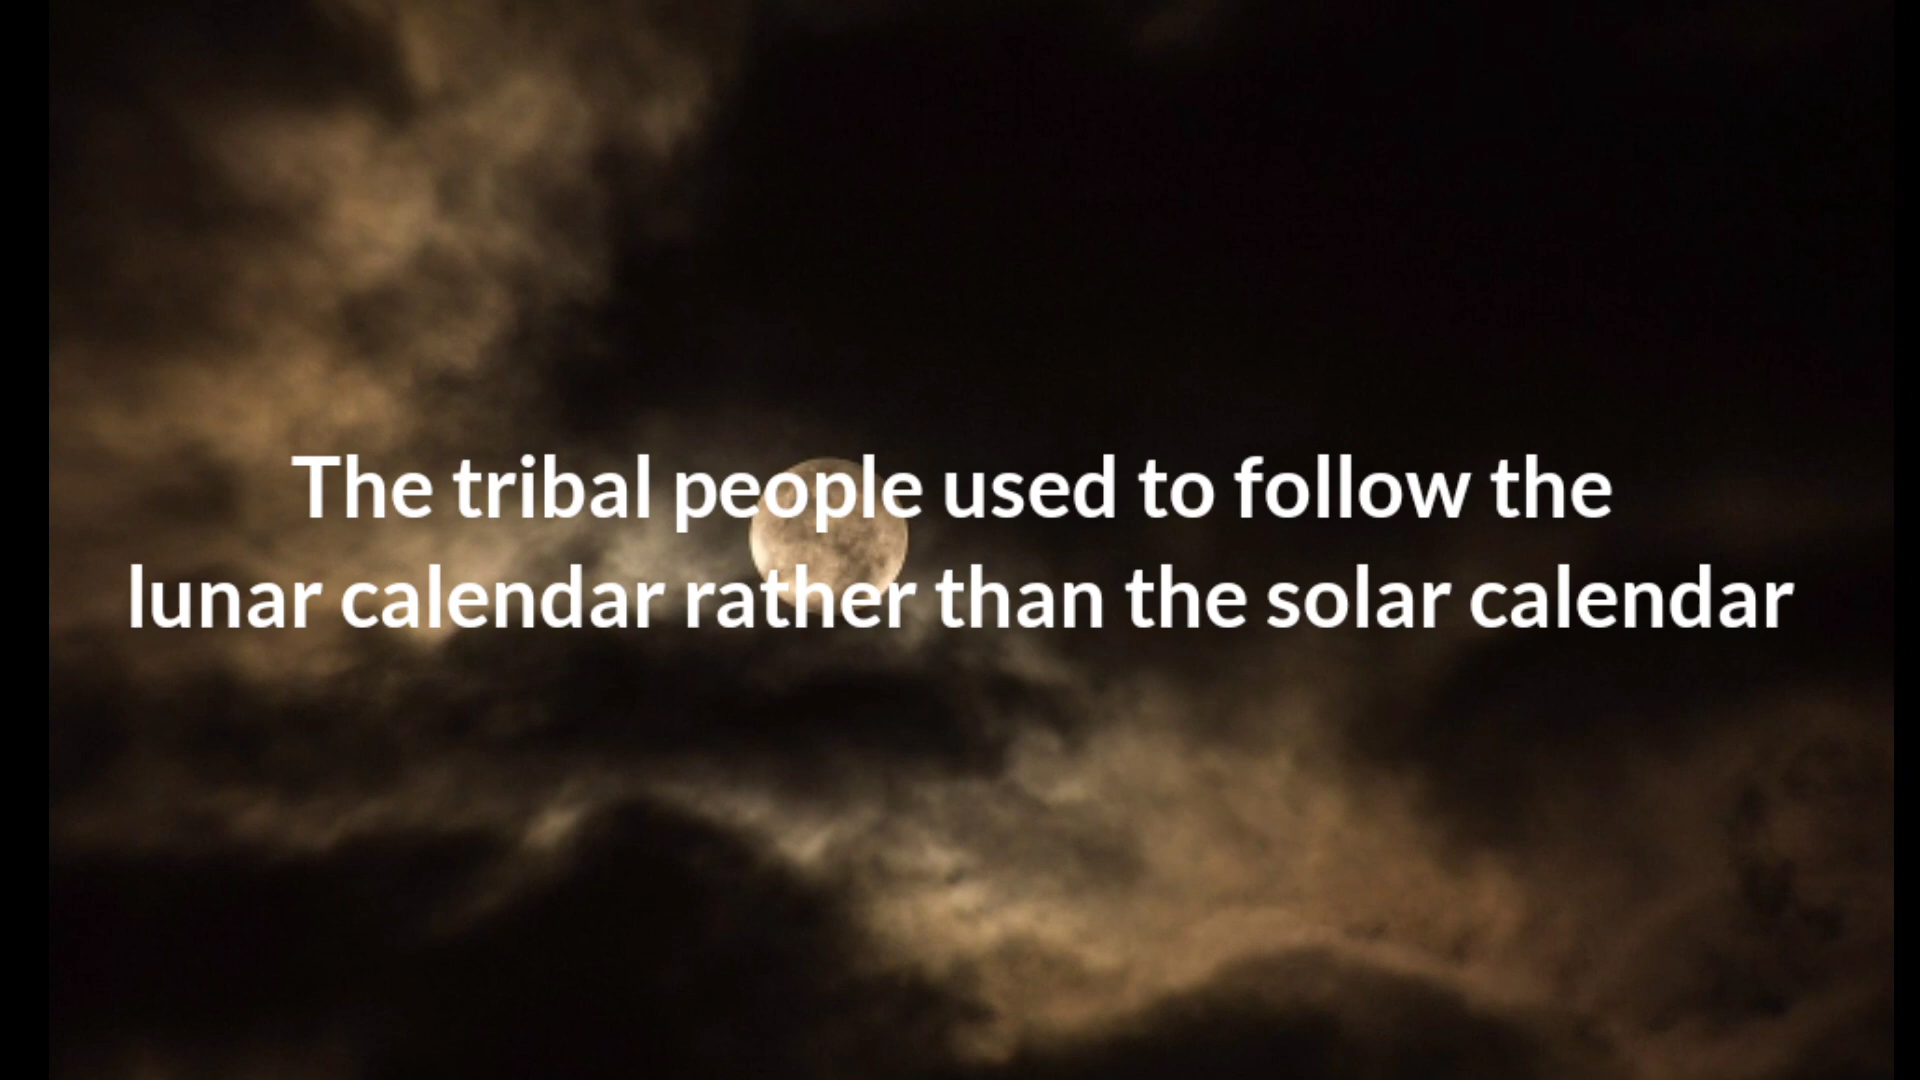 The tribal people used to follow the
lunar calendar rather than the solar calendar